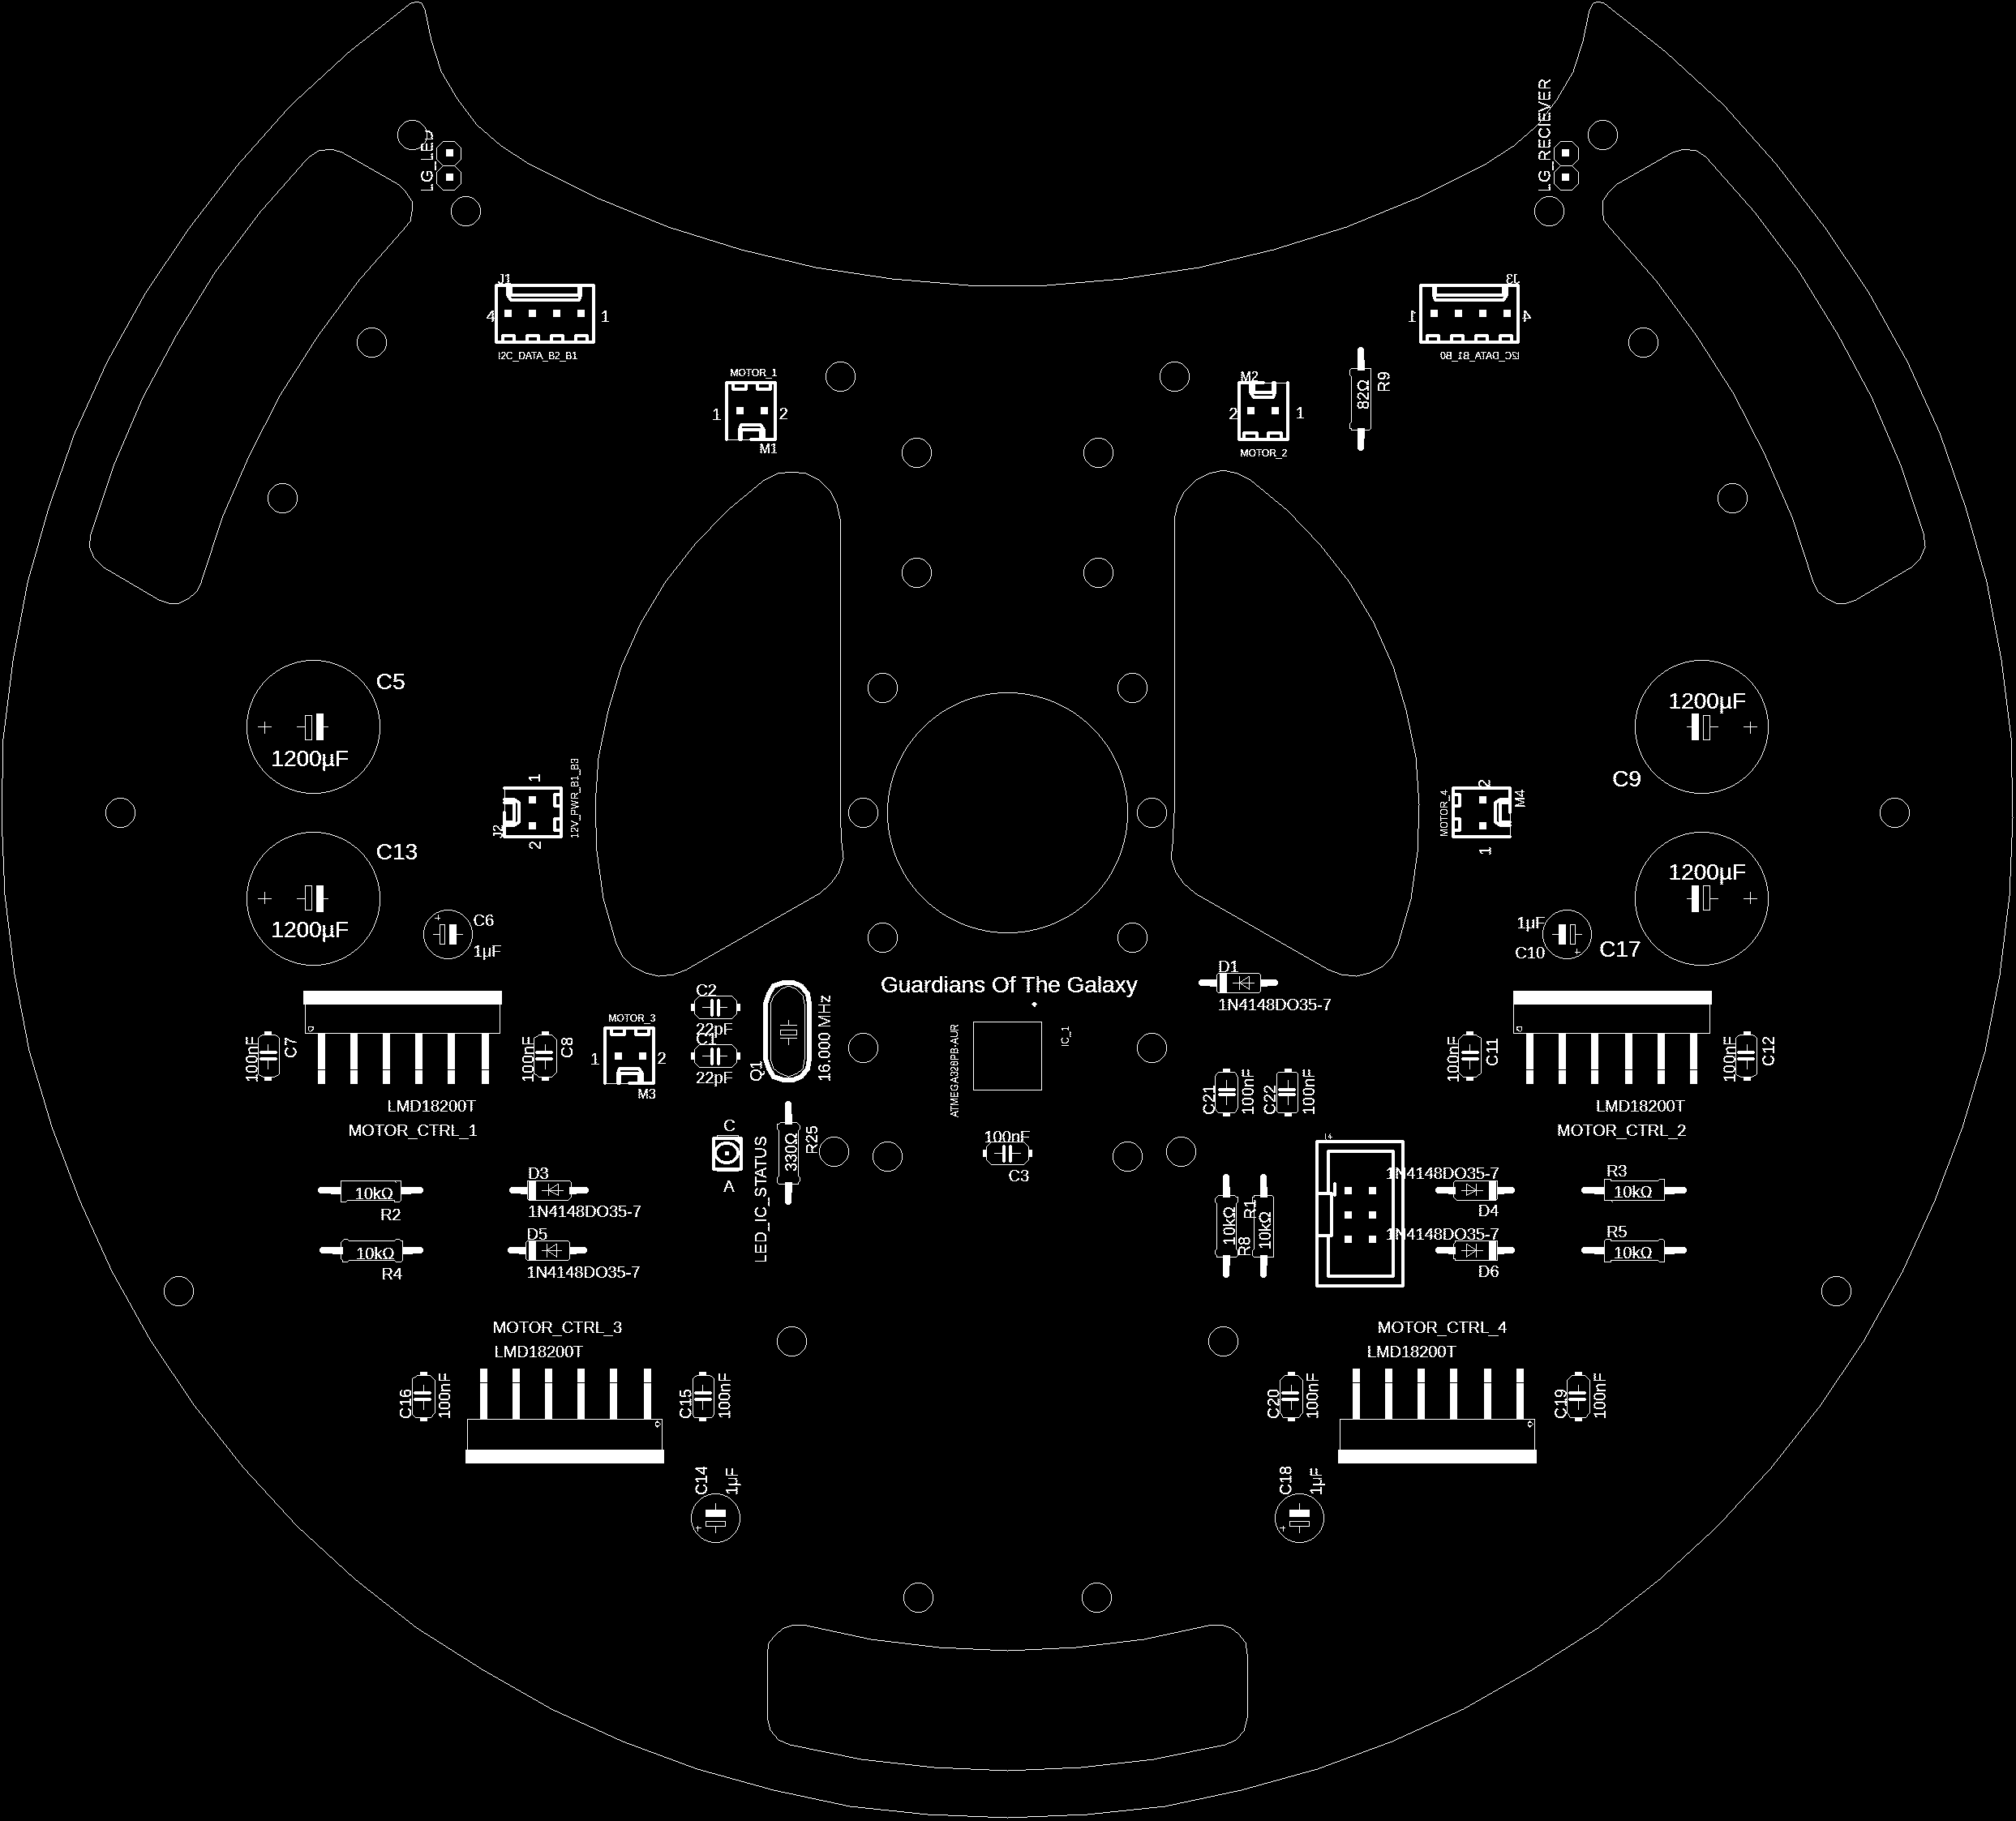 LG_LED
LG_RECIEVER
J1
4
1
I2C_DATA_B2_B1
J3
1
4
I2C_DATA_B1_B0
MOTOR_1
1
2
M1
M2
2
1
MOTOR_2
82Ω
R9
C5
1200µF
1200µF
C9
J2
1
2
12V_PWR_B1_B3
MOTOR_4
2
1
M4
C13
1200µF
1200µF
C17
C6
1µF
1µF
C10
Guardians Of The Galaxy
D1
1N4148DO35-7
C2
22pF
C1
22pF
Q1
16.000 MHz
MOTOR_3
1
2
M3
ATMEGA328PB-AUR
IC_1
100nF
C7
100nF
C8
LMD18200T
MOTOR_CTRL_1
100nF
C11
100nF
C12
LMD18200T
MOTOR_CTRL_2
C21
100nF
C22
100nF
C
A
LED_IC_STATUS
330Ω
R25
100nF
C3
10kΩ
R2
D3
1N4148DO35-7
10kΩ
R4
D5
1N4148DO35-7
10kΩ
R8
R1
10kΩ
1N4148DO35-7
D4
1N4148DO35-7
D6
R3
10kΩ
R5
10kΩ
MOTOR_CTRL_3
LMD18200T
C16
100nF
C15
100nF
C14
1µF
MOTOR_CTRL_4
LMD18200T
C20
100nF
C19
100nF
C18
1µF